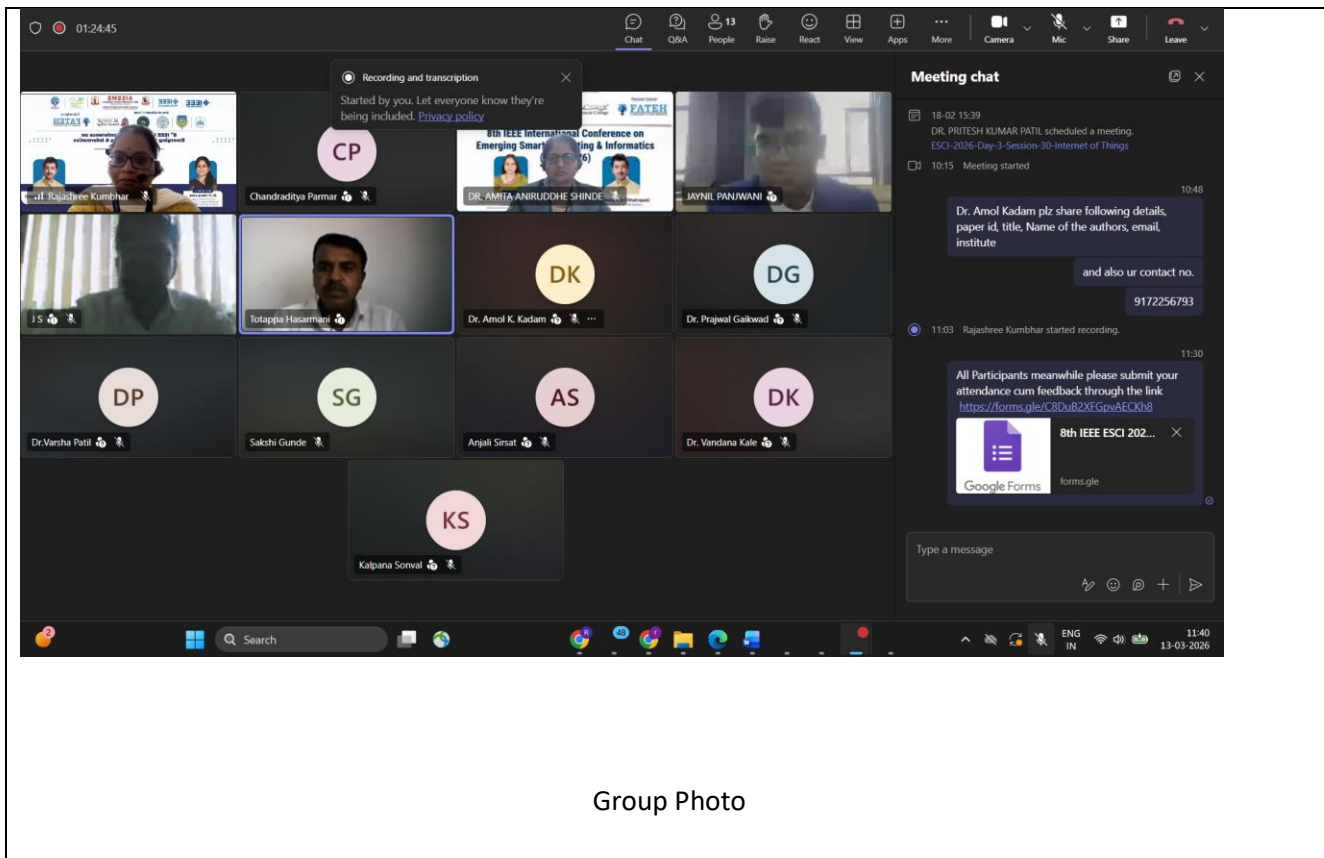 01:24:45
Chat
Q&A
13
People
Raise
React
View
Apps
More
Camera
Mic
Share
Leave
Recording and transcription
Started by you. Let everyone know they're
being included. Privacy policy
FATEH
8th IEEE International Conference on
Emerging Smart
& Informatics
Rajashree Kumbhar
CP
Chandraditya Parmar
DR. AMITA ANIRUDDHE SHINDE
JAYNIL PANJWANI
J S
Totappa Hasarmani
DK
Dr. Amol K. Kadam
DG
Dr. Prajwal Gaikwad
DP
Dr.Varsha Patil
SG
Sakshi Gunde
AS
Anjali Sirsat
DK
Dr. Vandana Kale
KS
Kalpana Sonval
Meeting chat
18-02 15:39
DR. PRITESH KUMAR PATIL scheduled a meeting.
ESCI-2026-Day-3-Session-30-Internet of Things
10:15 Meeting started
10:48
Dr. Amol Kadam plz share following details,
paper id, title, Name of the authors, email,
institute
and also ur contact no.
9172256793
11:03 Rajashree Kumbhar started recording.
11:30
All Participants meanwhile please submit your
attendance cum feedback through the link
https://forms.gle/C8DuB2XFGpvAECKh8
8th IEEE ESCI 202...
Google Forms
forms.gle
Type a message
2
Search
48
ENG
IN
11:40
13-03-2026
Group Photo